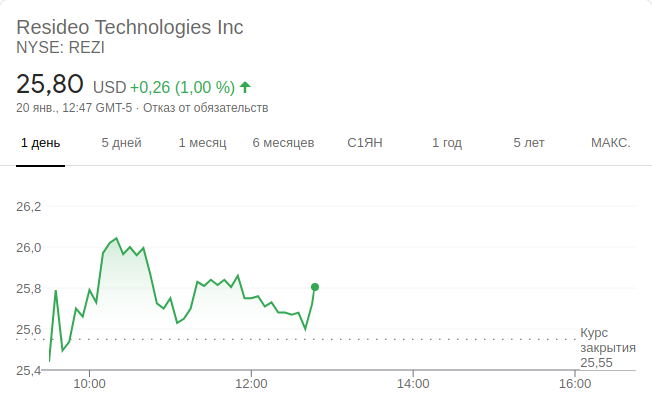 Resideo Technologies Inc
NYSE: REZI
25,80 USD +0,26 (1,00 %)
20 янв., 12:47 GMT-5 · Отказ от обязательств
1 день 5 дней 1 месяц 6 месяцев С1ЯН 1 год 5 лет МАКС.
26,2
26,0
25,8
25,6
25,4
Курс
закрытия
25,55
10:00 12:00 14:00 16:00